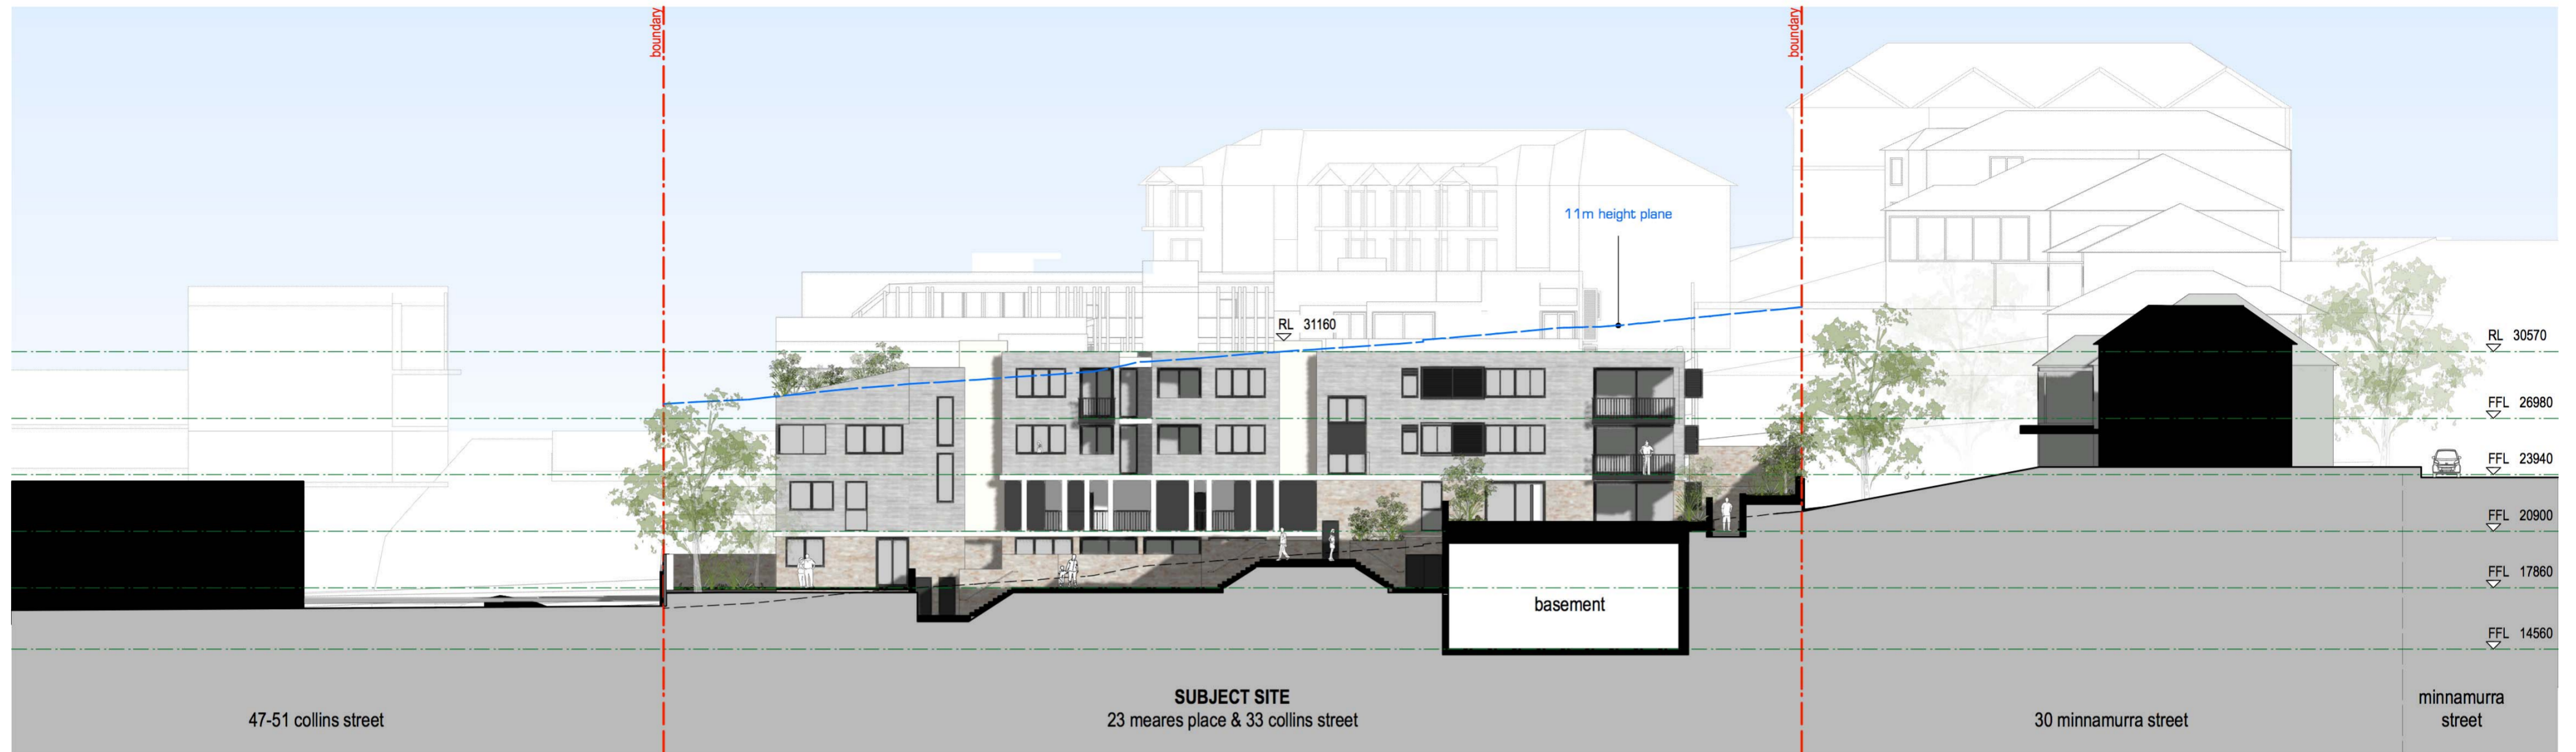 boundary
boundary
11m height plane
RL 31160
RL 30570
FFL 26980
FFL 23940
FFL 20900
FFL 17860
basement
FFL 14560
SUBJECT SITE
47-51 collins street
23 meares place & 33 collins street
30 minnamurra street
minnamurra
street